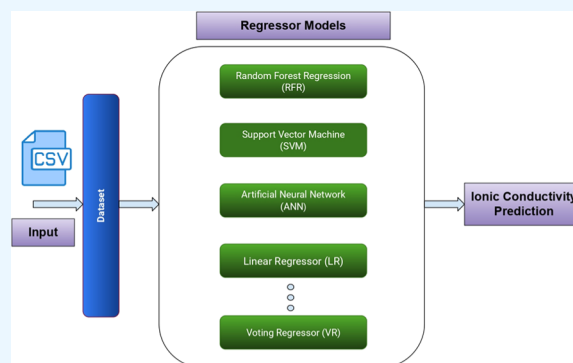 Regressor Models
Random Forest Regression
(RFR)
CSV
Support Vector Machine
(SVM)
Dataset
Artificial Neural Network
(ANN)
Ionic Conductivity
Prediction
Input
Linear Regressor (LR)
Voting Regressor (VR)